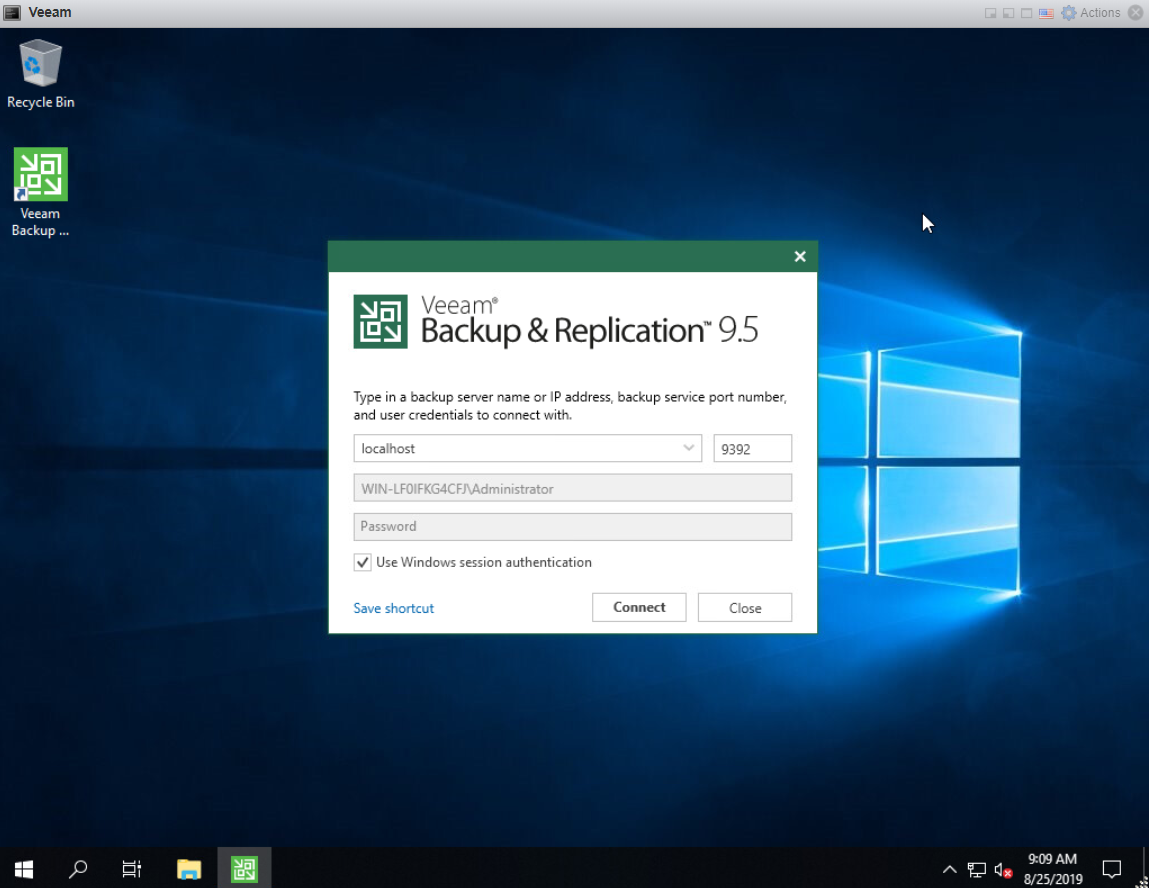 Veeam
Actions
Recycle Bin
Veeam
Backup ...
Veeam®
Backup & Replication™ 9.5
Type in a backup server name or IP address, backup service port number,
and user credentials to connect with.
localhost
9392
WIN-LF0IFKG4CFJ\Administrator
Password
Use Windows session authentication
Save shortcut
Connect
Close
9:09 AM
8/25/2019